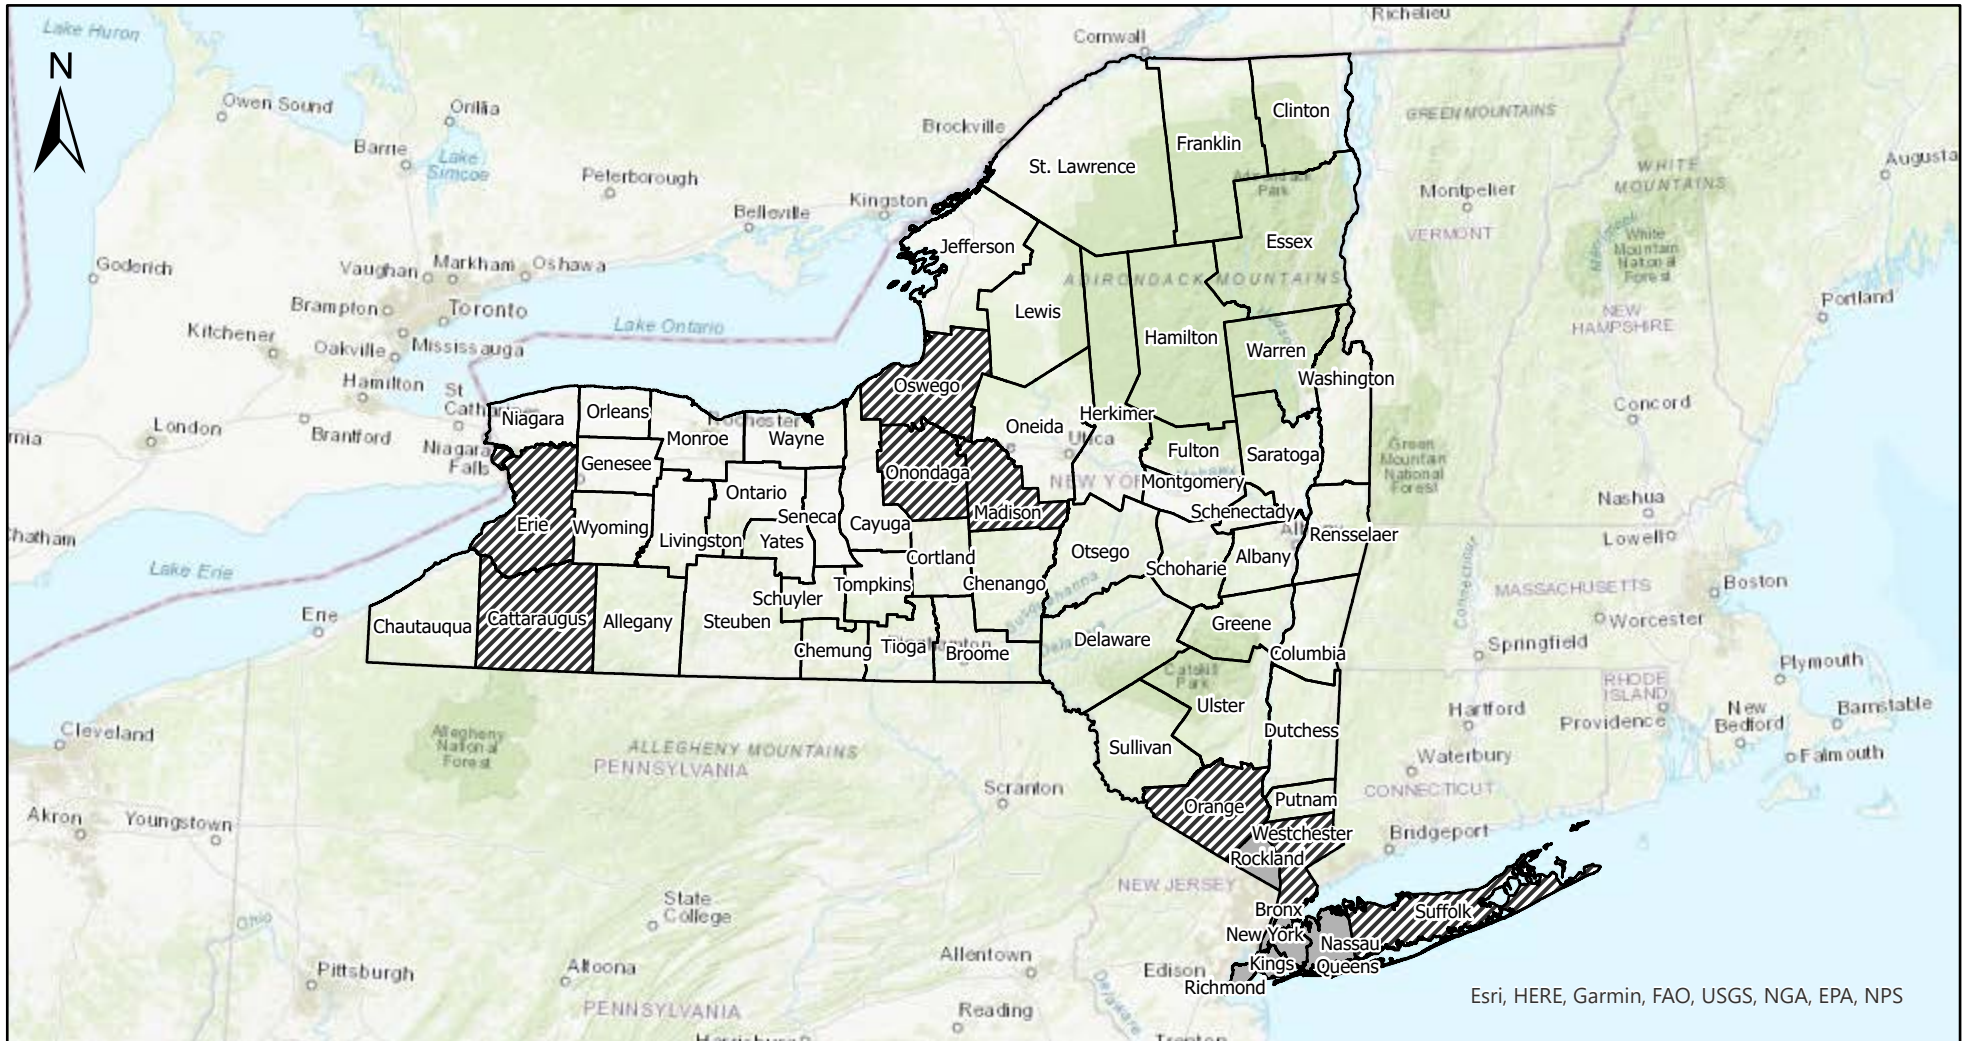 Richelieu
Lake Huron
Cornwall
N
Owen Sound
Orillia
Brockville
Clinton
GREEN MOUNTAINS
Franklin
Barrie
Lake
Simcoe
St. Lawrence
WHITE
MOUNTAINS
Augusta
Peterborough
Park
Montpelier
Kingston
Belleville
Jefferson
Essex
VERMONT
White
Mountain
National
Forest
Goderich
Vaughan
Markham
Oshawa
ADIRONDACK MOUNTAINS
Brampton
Toronto
Lewis
Portland
NEW
HAMPSHIRE
Kitchener
Lake Ontario
Hamilton
Oakville
Mississauga
Warren
Washington
Hamilton
St
Oswego
Concord
Niagara
Orleans
Herkimer
London
Brantford
Monroe
Wayne
Oneida
Utica
Niagara
Falls
Genesee
Fulton
Saratoga
Green
Mountain
National
Forest
Onondaga
Montgomery
Ontario
Nashua
Erie
Wyoming
Seneca
Cayuga
Madison
Schenectady
Chatham
Livingston
Yates
Rensselaer
Lowell
Otsego
Albany
Cortland
Lake Erie
Schoharie
Chenango
Tompkins
Boston
MASSACHUSETTS
Schuyler
Erie
Chautauqua
Cattaraugus
Allegany
Steuben
Greene
Worcester
Delaware
Springfield
Chemung
Tioga
Broome
Columbia
Catskill
Park
Plymouth
RHODE
ISLAND
Ulster
Hartford
Providence
New
Bedford
Barnstable
Cleveland
Allegheny
National
Forest
ALLEGHENY MOUNTAINS
PENNSYLVANIA
Sullivan
Dutchess
Waterbury
Falmouth
Scranton
Putnam
CONNECTICUT
Akron
Youngstown
Orange
Westchester
Bridgeport
Rockland
NEW JERSEY
State
College
Bronx
Suffolk
Ohio
New York
Nassau
Allentown
Pittsburgh
Altoona
Edison
Kings
Queens
Richmond
Delaware
Esri, HERE, Garmin, FAO, USGS, NGA, EPA, NPS
PENNSYLVANIA
Reading